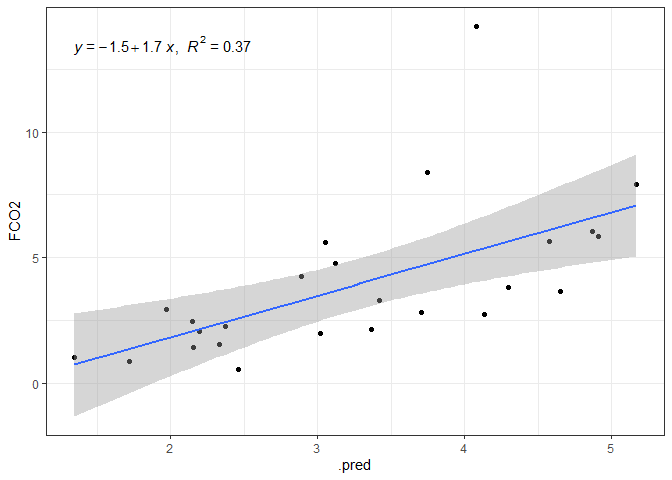 y = −1.5 + 1.7 x, R² = 0.37
10
5
0
FCO2
2 3 4 5
.pred